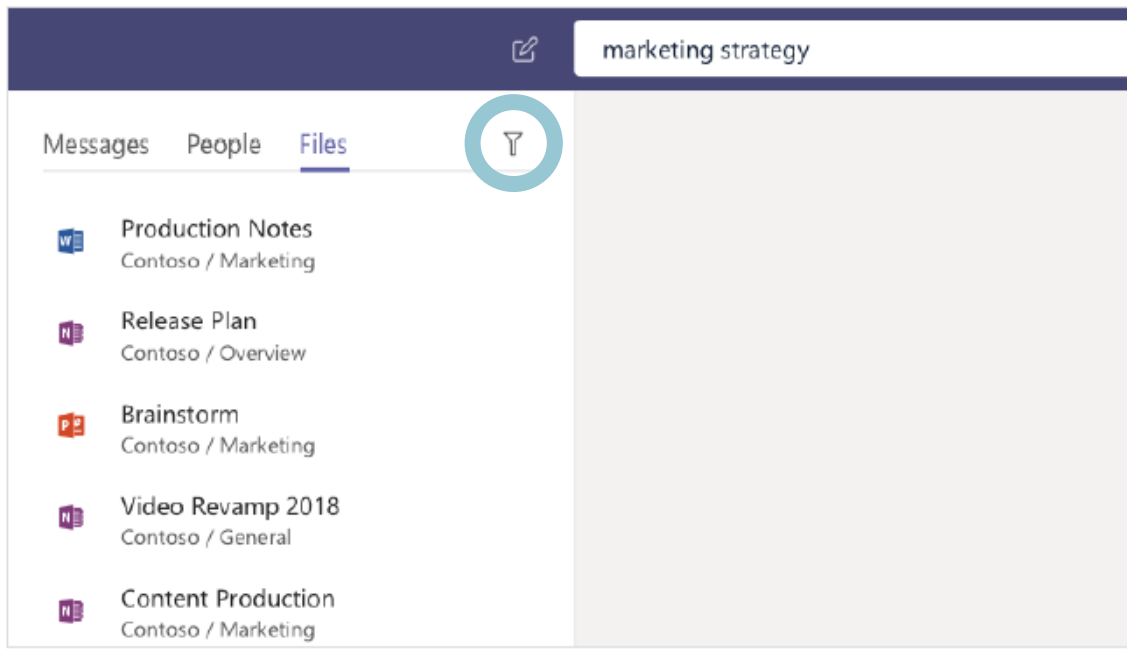 marketing strategy
Messages People Files
Production Notes
Contoso / Marketing
Release Plan
Contoso / Overview
Brainstorm
Contoso / Marketing
Video Revamp 2018
Contoso / General
Content Production
Contoso / Marketing